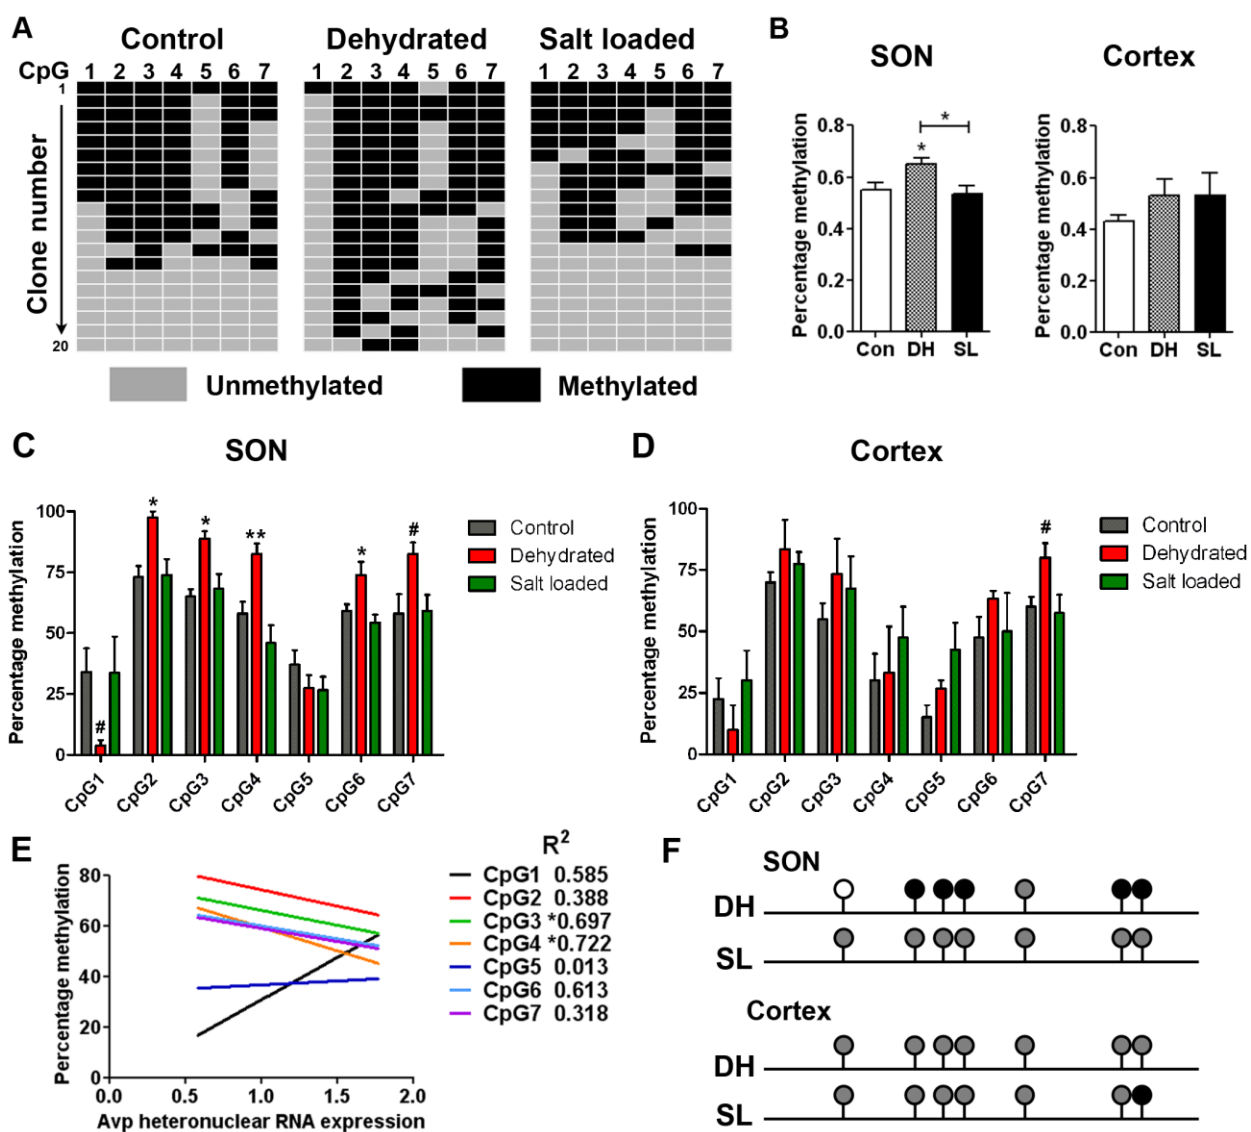 A
Control Dehydrated Salt loaded
CpG 1 2 3 4 5 6 7 1 2 3 4 5 6 7 1 2 3 4 5 6 7
1
Clone number
20
Unmethylated Methylated
B
SON Cortex
Percentage methylation
0.8
0.6
0.4
0.2
0.0
*
*
Con DH SL
Percentage methylation
0.8
0.6
0.4
0.2
0.0
Con DH SL
C
SON
Percentage methylation
100
75
50
25
0
# * * ** * #
CpG1 CpG2 CpG3 CpG4 CpG5 CpG6 CpG7
Control
Dehydrated
Salt loaded
D
Cortex
Percentage methylation
100
75
50
25
0
#
CpG1 CpG2 CpG3 CpG4 CpG5 CpG6 CpG7
Control
Dehydrated
Salt loaded
E
Percentage methylation
80
60
40
20
0
0.0 0.5 1.0 1.5 2.0
Avp heteronuclear RNA expression
R²
CpG1 0.585
CpG2 0.388
CpG3 *0.697
CpG4 *0.722
CpG5 0.013
CpG6 0.613
CpG7 0.318
F
SON
DH
SL
Cortex
DH
SL